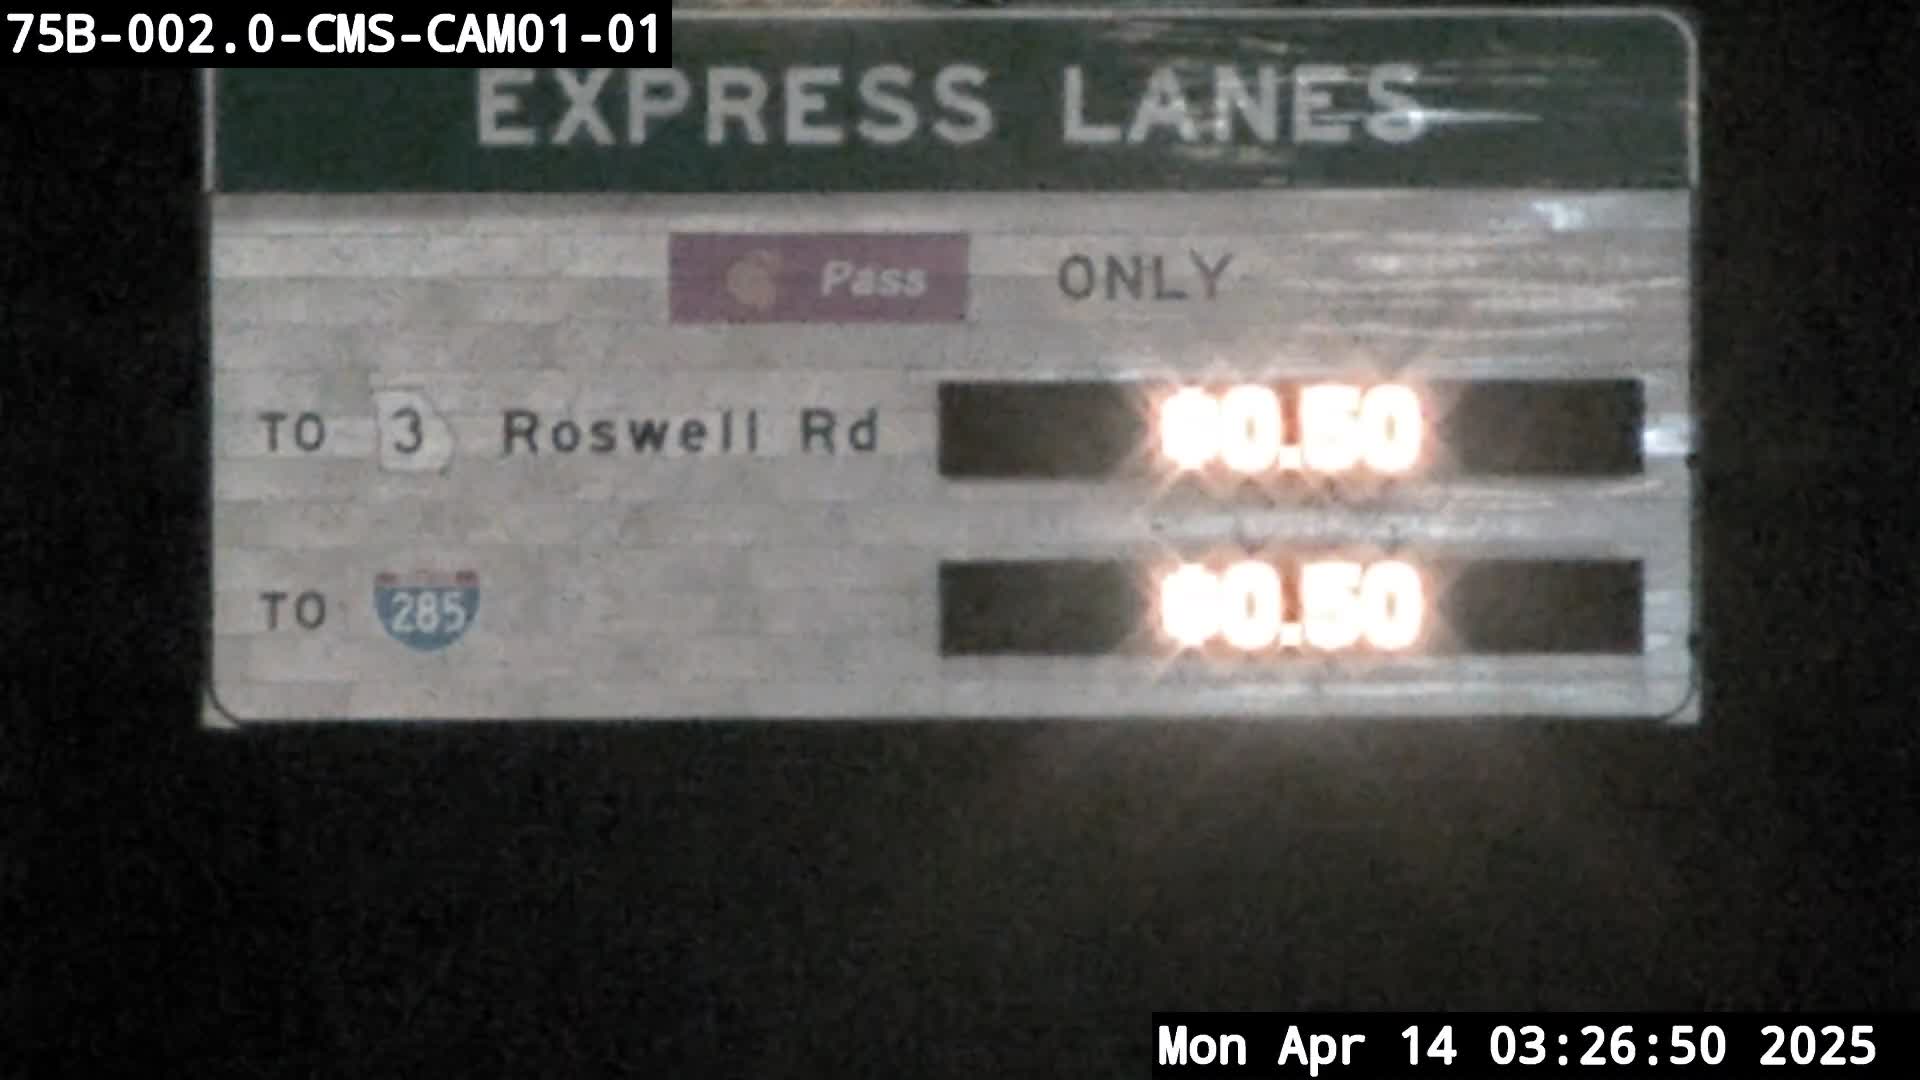 75B-002.0-CMS-CAM01-01
EXPRESS LANES
Pass ONLY
TO 3 Roswell Rd $0.50
TO 285 $0.50
Mon Apr 14 03:26:50 2025